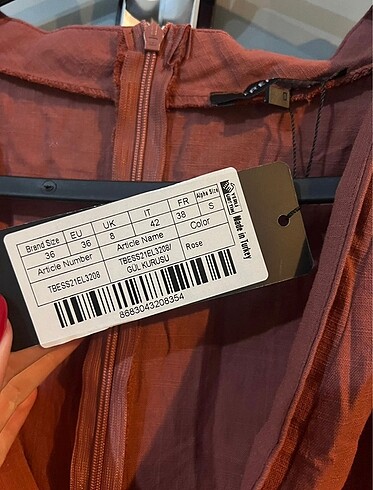 Brand Size EU UK IT FR Alpha Size
36 36 8 42 38 S
Article Number Article Name Color
TBESS21EL3208 TBESS21EL3208/ Rose
GÜL KURUSU
Made in Turkey
8683043208354